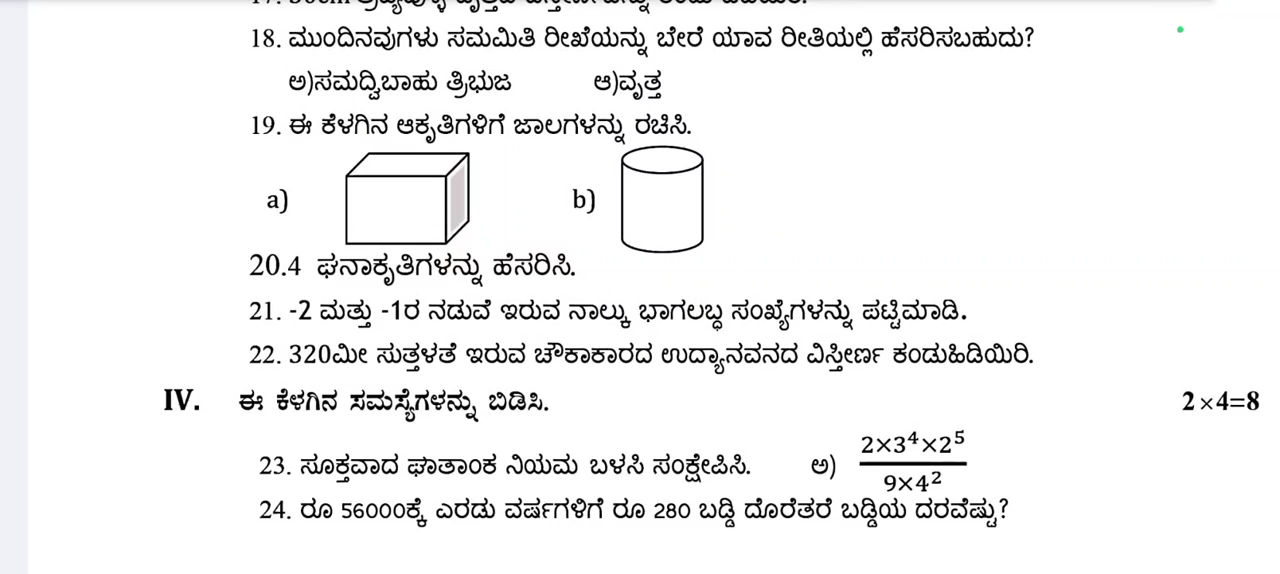 18. ಮುಂದಿನವುಗಳು ಸಮಮಿತಿ ರೇಖೆಯನ್ನು ಬೇರೆ ಯಾವ ರೀತಿಯಲ್ಲಿ ಹೆಸರಿಸಬಹುದು?
ಅ)ಸಮದ್ವಿಬಾಹು ತ್ರಿಭುಜ ಆ)ವೃತ್ತ
19. ಈ ಕೆಳಗಿನ ಆಕೃತಿಗಳಿಗೆ ಜಾಲಗಳನ್ನು ರಚಿಸಿ.
a) b)
20.4 ಘನಾಕೃತಿಗಳನ್ನು ಹೆಸರಿಸಿ.
21. -2 ಮತ್ತು -1ರ ನಡುವೆ ಇರುವ ನಾಲ್ಕು ಭಾಗಲಬ್ಧ ಸಂಖ್ಯೆಗಳನ್ನು ಪಟ್ಟಿಮಾಡಿ.
22. 320ಮೀ ಸುತ್ತಳತೆ ಇರುವ ಚೌಕಾಕಾರದ ಉದ್ಯಾನವನದ ವಿಸ್ತೀರ್ಣ ಕಂಡುಹಿಡಿಯಿರಿ.
IV. ಈ ಕೆಳಗಿನ ಸಮಸ್ಯೆಗಳನ್ನು ಬಿಡಿಸಿ. 2×4=8
23. ಸೂಕ್ತವಾದ ಘಾತಾಂಕ ನಿಯಮ ಬಳಸಿ ಸಂಕ್ಷೇಪಿಸಿ. ಅ) 2×3⁴×2⁵
9×4²
24. ರೂ 56000ಕ್ಕೆ ಎರಡು ವರ್ಷಗಳಿಗೆ ರೂ 280 ಬಡ್ಡಿ ದೊರೆತರೆ ಬಡ್ಡಿಯ ದರವೆಷ್ಟು?